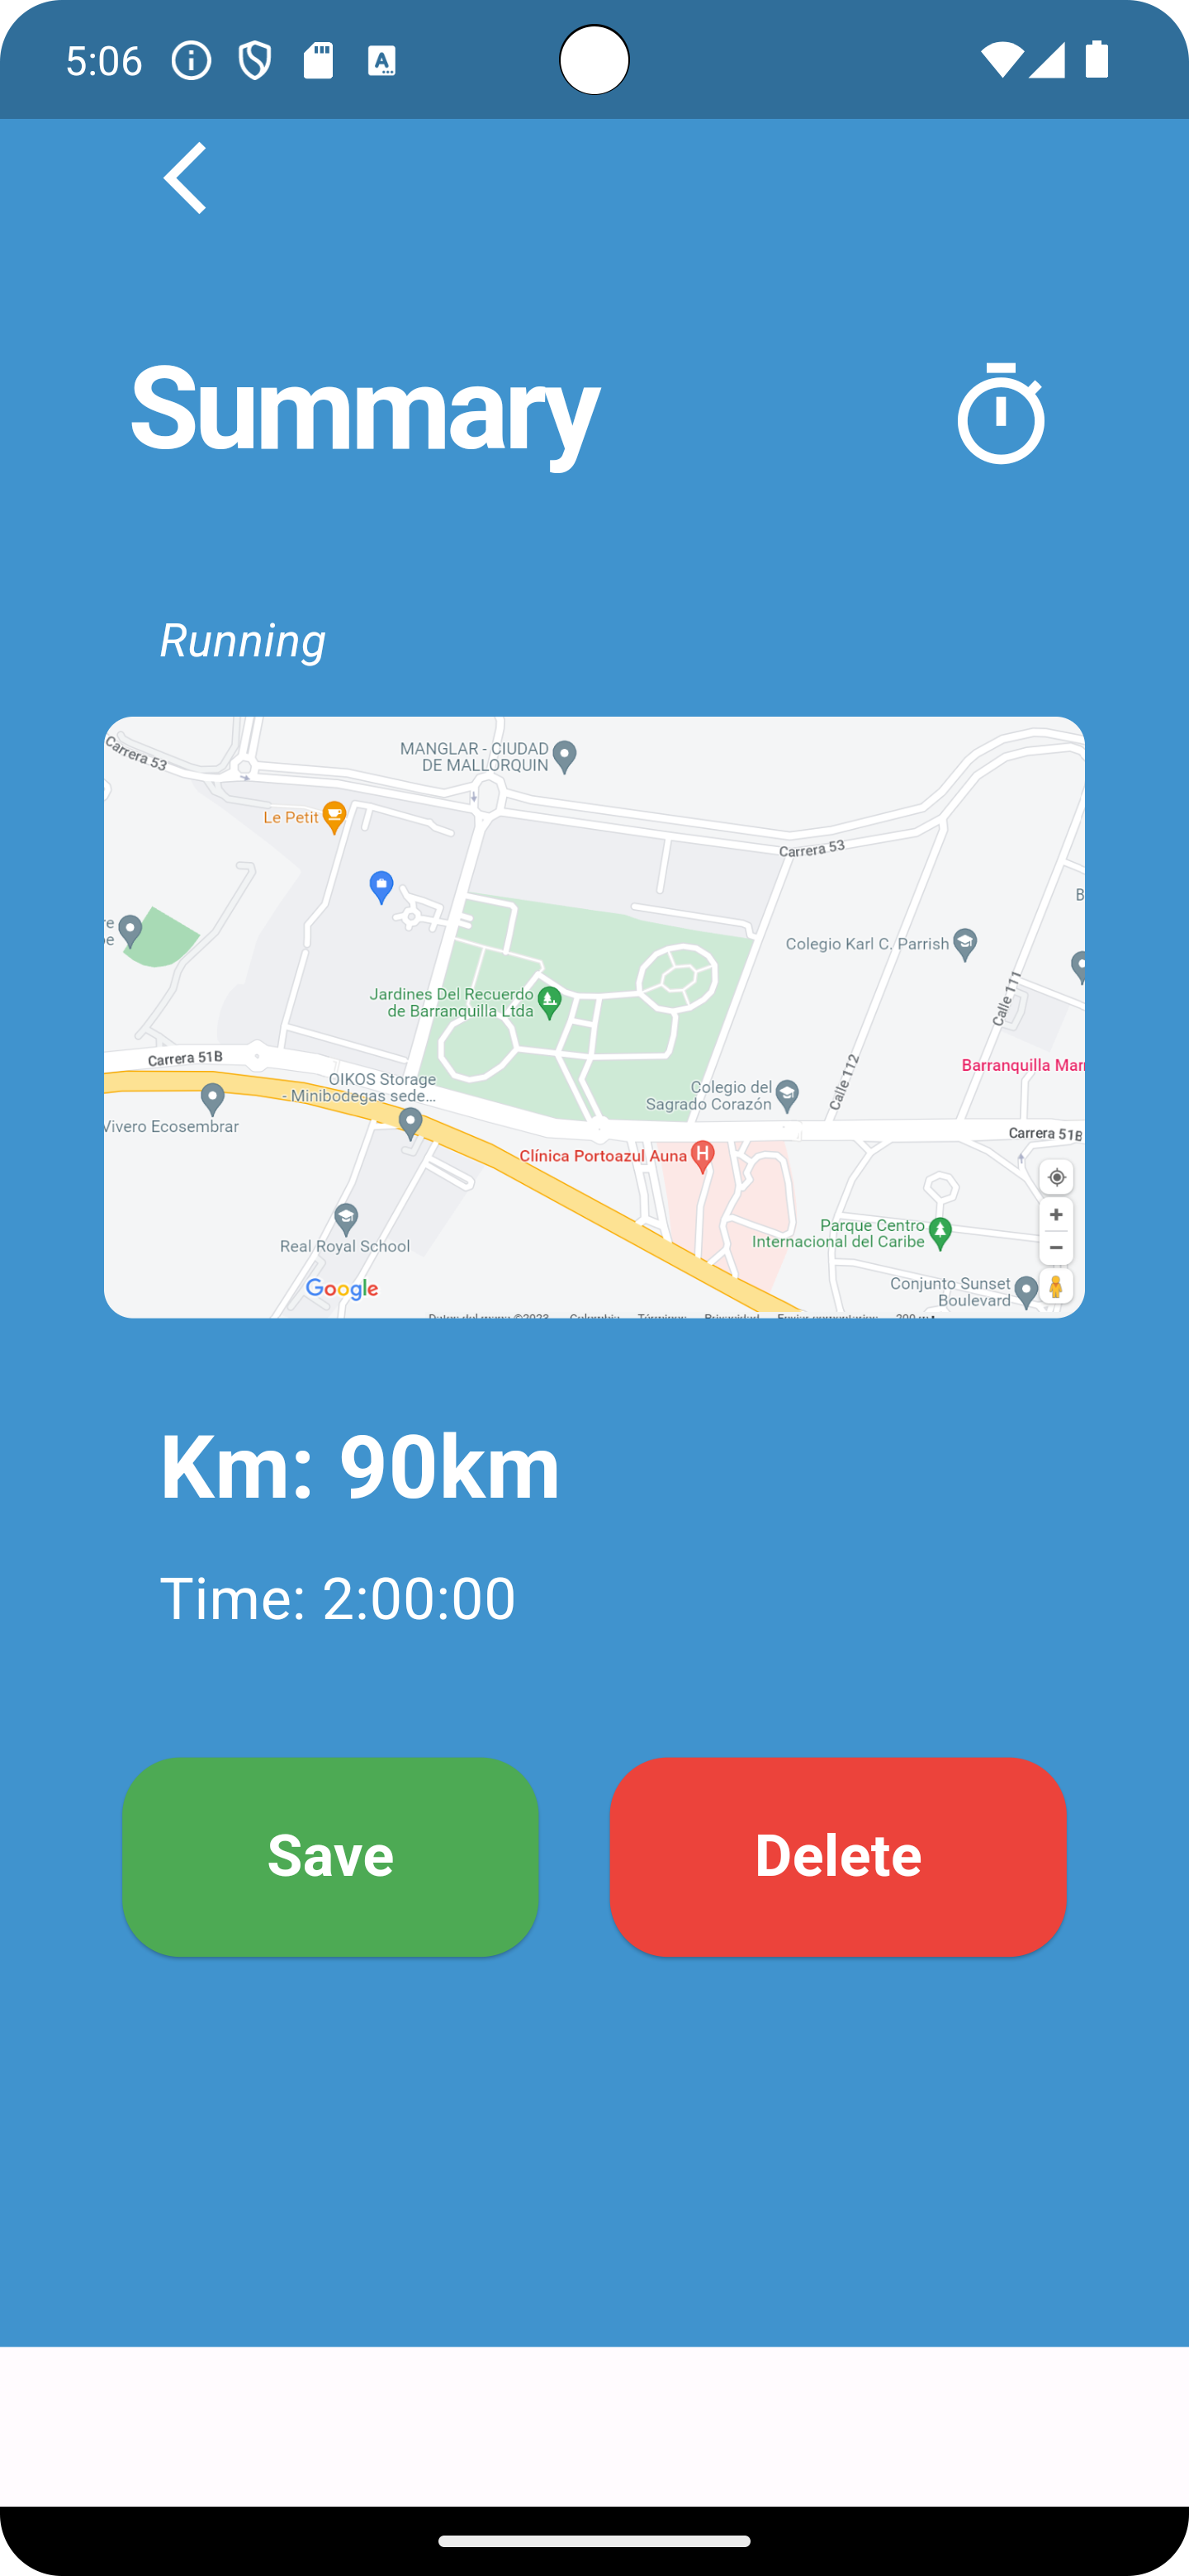 5:06
Summary
Running
Carrera 53
MANGLAR - CIUDAD
DE MALLORQUIN
Le Petit
Carrera 53
B
re
Colegio Karl C. Parrish
Jardines Del Recuerdo
de Barranquilla Ltda
Calle 111
Carrera 51B
Barranquilla Marr
OIKOS Storage
- Minibodegas sede...
Calle 112
Colegio del
Sagrado Corazón
Vivero Ecosembrar
Carrera 51B
Clínica Portoazul Auna
H
Parque Centro
Internacional del Caribe
Real Royal School
Google
Conjunto Sunset
Boulevard
Km: 90km
Time: 2:00:00
Save
Delete